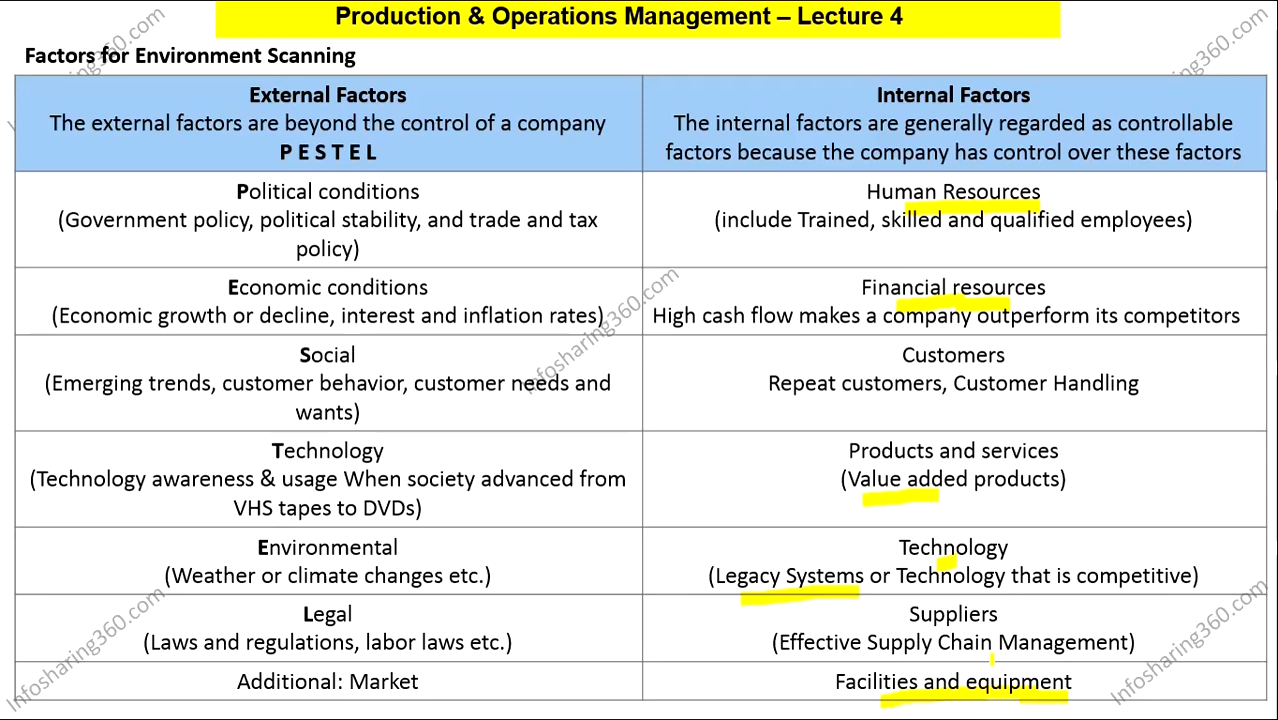 Production & Operations Management – Lecture 4
Factors for Environment Scanning
External Factors
The external factors are beyond the control of a company
P E S T E L
Internal Factors
The internal factors are generally regarded as controllable
factors because the company has control over these factors
Political conditions
(Government policy, political stability, and trade and tax
policy)
Human Resources
(include Trained, skilled and qualified employees)
Economic conditions
(Economic growth or decline, interest and inflation rates)
Financial resources
High cash flow makes a company outperform its competitors
Social
(Emerging trends, customer behavior, customer needs and
wants)
Customers
Repeat customers, Customer Handling
Technology
(Technology awareness & usage When society advanced from
VHS tapes to DVDs)
Products and services
(Value added products)
Environmental
(Weather or climate changes etc.)
Technology
(Legacy Systems or Technology that is competitive)
Legal
(Laws and regulations, labor laws etc.)
Suppliers
(Effective Supply Chain Management)
Additional: Market
Facilities and equipment
Infosharing360.com
Infosharing360.com
Infosharing360.com